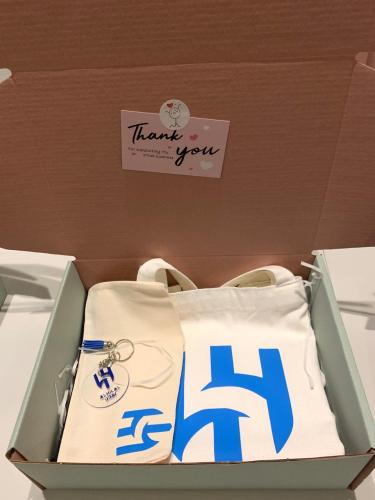 Thank
you
for supporting my
small business